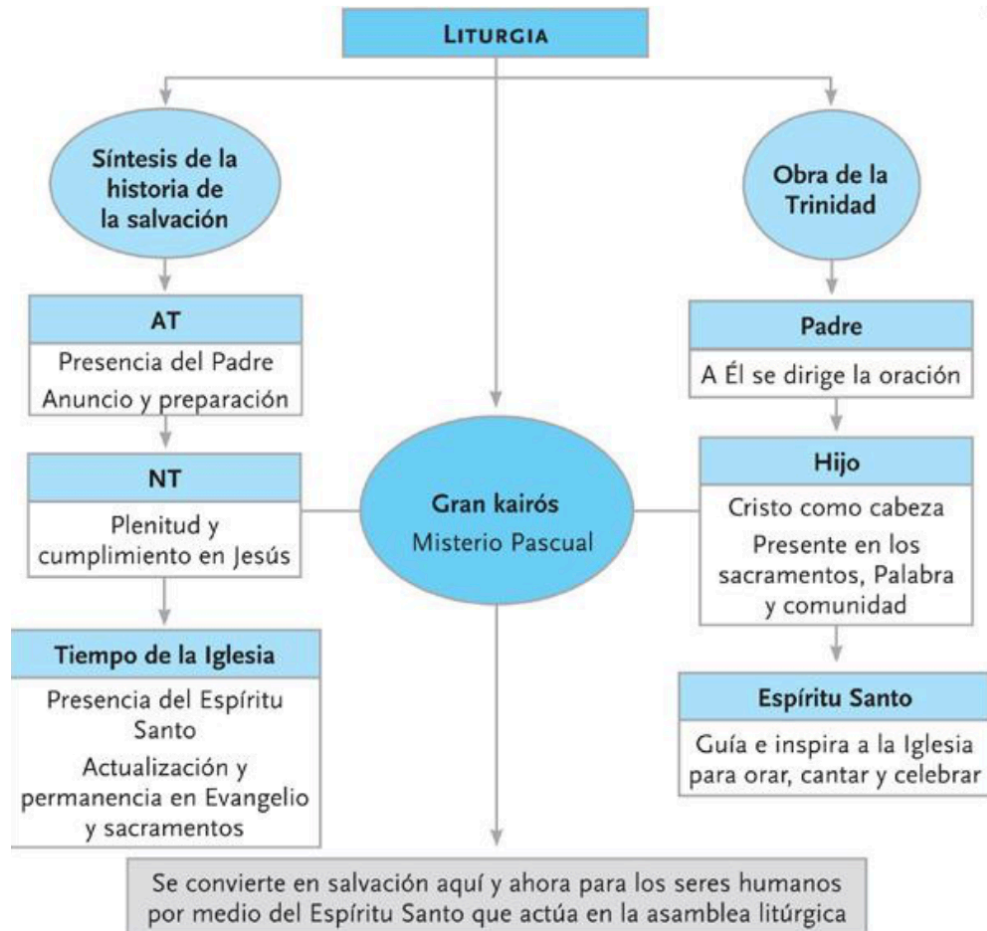 LITURGIA
Síntesis de la
historia de
la salvación
AT
Presencia del Padre
Anuncio y preparación
NT
Plenitud y
cumplimiento en Jesús
Tiempo de la Iglesia
Presencia del Espíritu
Santo
Actualización y
permanencia en Evangelio
y sacramentos
Gran kairós
Misterio Pascual
Obra de la
Trinidad
Padre
A Él se dirige la oración
Hijo
Cristo como cabeza
Presente en los
sacramentos, Palabra
y comunidad
Espíritu Santo
Guía e inspira a la Iglesia
para orar, cantar y celebrar
Se convierte en salvación aquí y ahora para los seres humanos
por medio del Espíritu Santo que actúa en la asamblea litúrgica